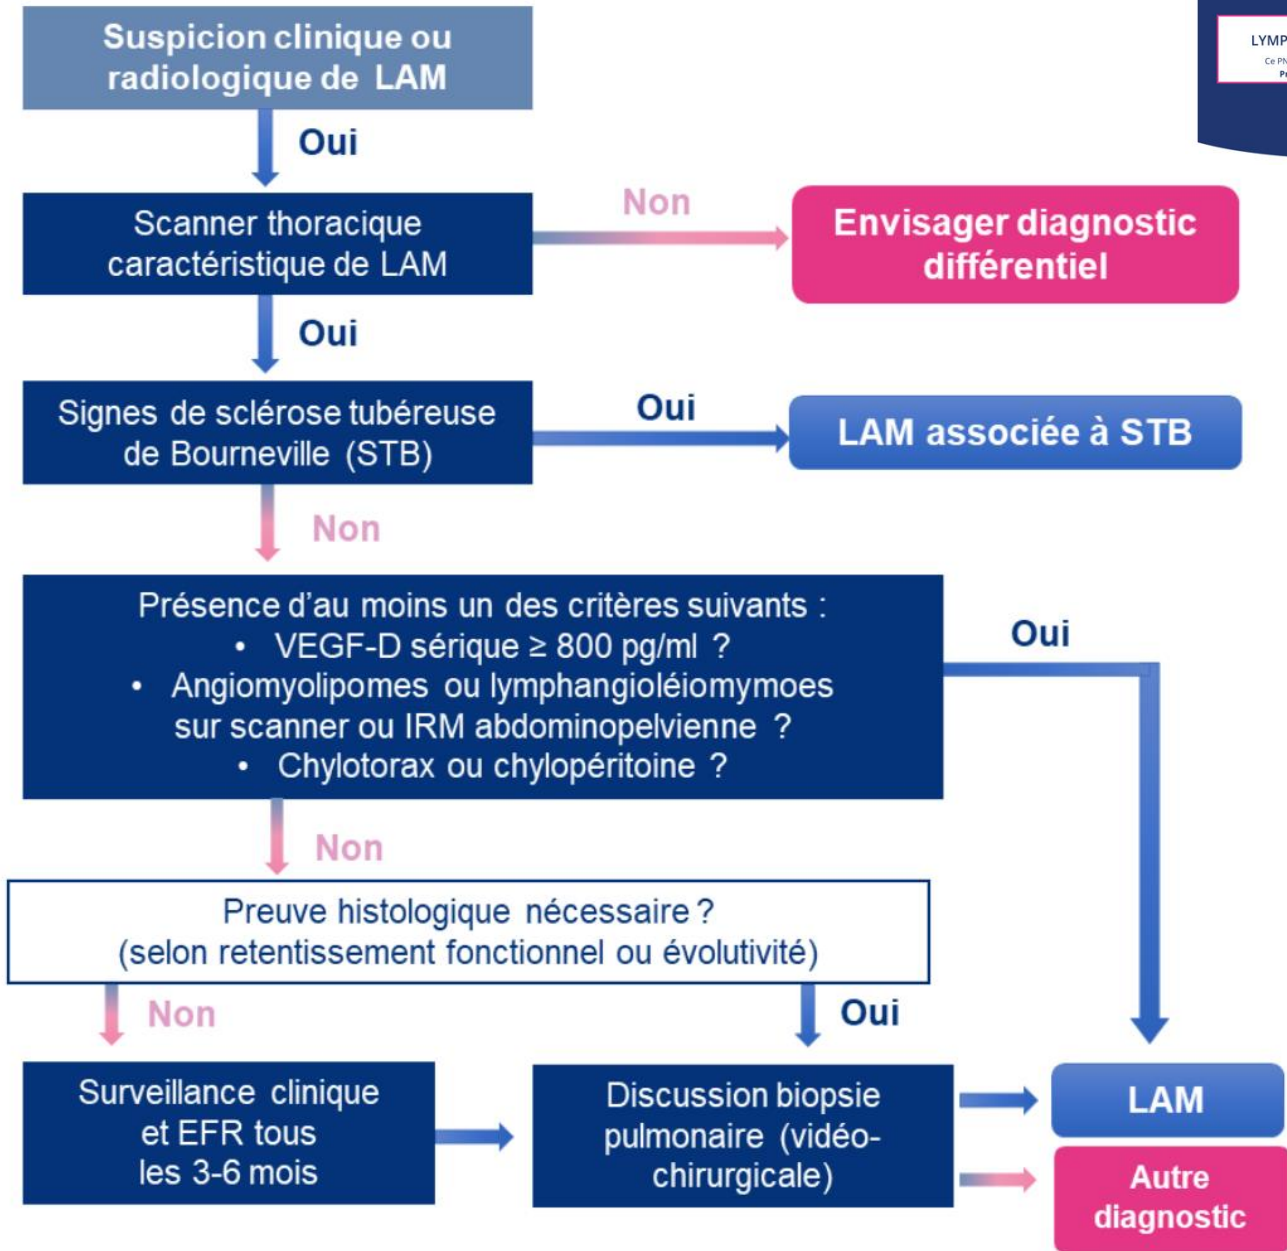 Suspicion clinique ou
radiologique de LAM
LYMP
Ce PN
Pr
Oui
Scanner thoracique
caractéristique de LAM
Non
Envisager diagnostic
différentiel
Oui
Signes de sclérose tubéreuse
de Bourneville (STB)
Oui
LAM associée à STB
Non
Présence d'au moins un des critères suivants :
• VEGF-D sérique ≥ 800 pg/ml ?
• Angiomyolipomes ou lymphangioléiomymoes
sur scanner ou IRM abdominopelvienne ?
• Chylotorax ou chylopéritoine ?
Oui
Non
Preuve histologique nécessaire ?
(selon retentissement fonctionnel ou évolutivité)
Non
Oui
Surveillance clinique
et EFR tous
les 3-6 mois
Discussion biopsie
pulmonaire (vidéo-
chirurgicale)
LAM
Autre
diagnostic